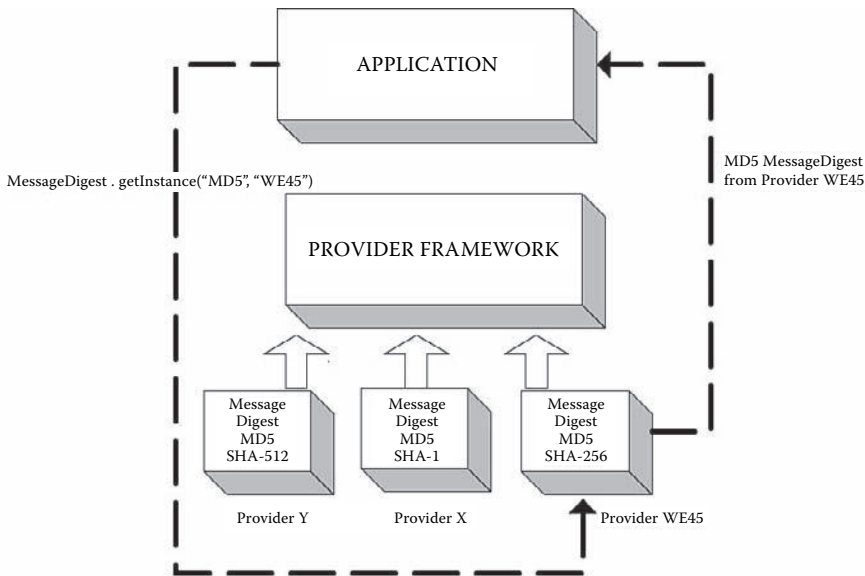 APPLICATION
MessageDigest . getInstance(“MD5”, “WE45”)
MD5 MessageDigest
from Provider WE45
PROVIDER FRAMEWORK
Message
Digest
MD5
SHA-512
Provider Y
Message
Digest
MD5
SHA-1
Provider X
Message
Digest
MD5
SHA-256
Provider WE45